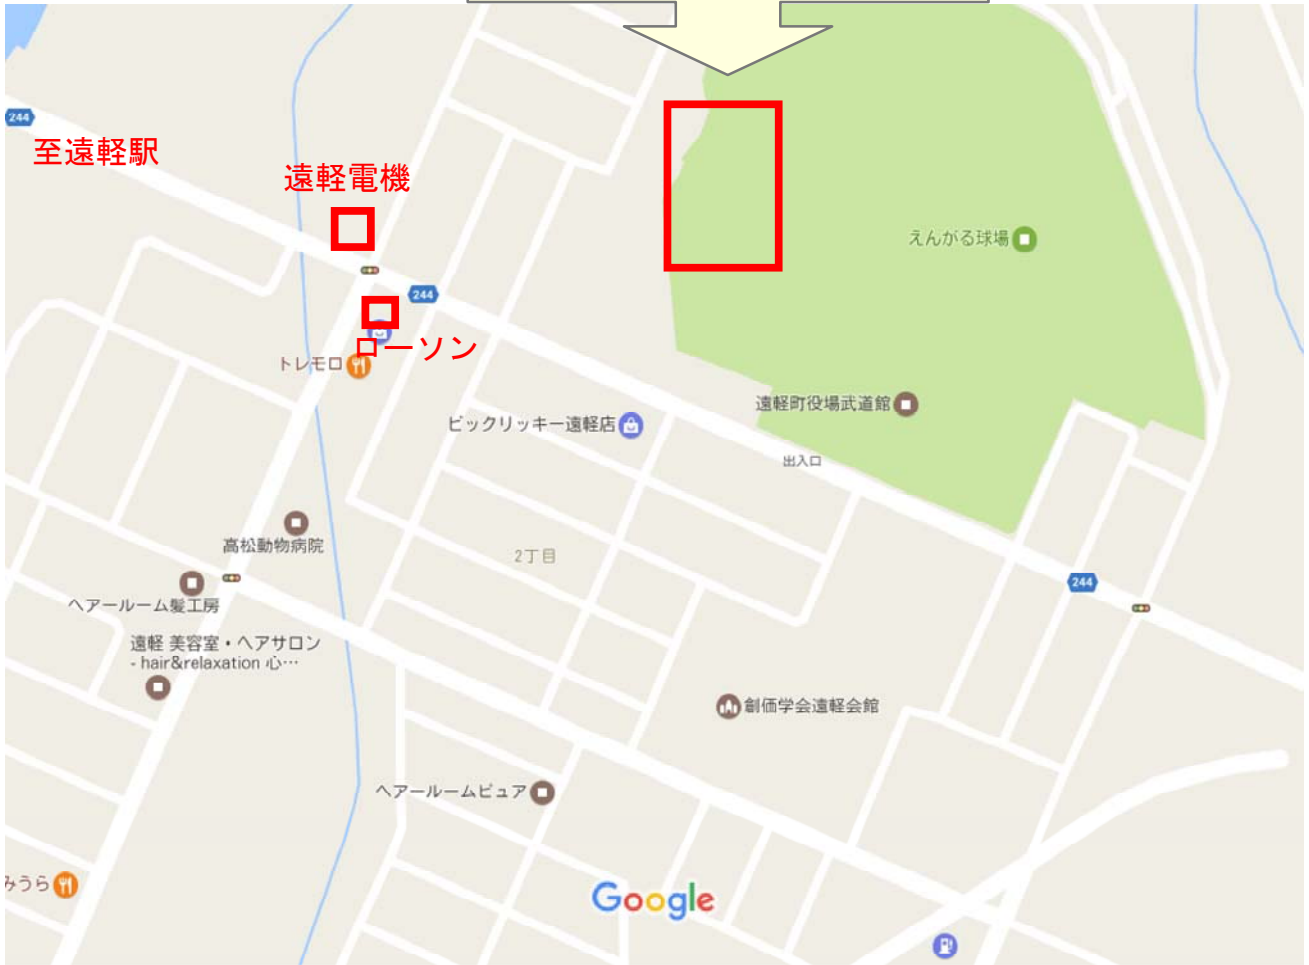 244
至遠軽駅
遠軽電機
えんがる球場
244
ローソン
トレモロ
遠軽町役場武道館
ビックリッキー遠軽店
出入口
高松動物病院
2丁目
244
ヘアールーム髪工房
遠軽 美容室・ヘアサロン
- hair&relaxation 心…
創価学会遠軽会館
ヘアールームピュア
みうら
Google